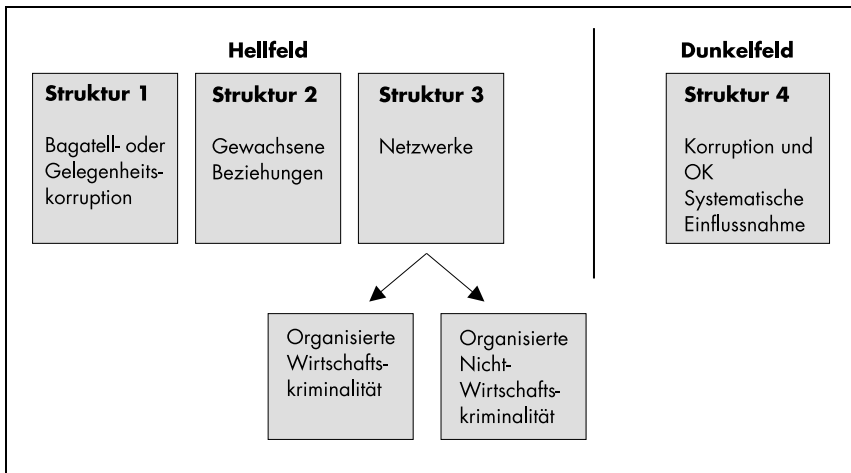 Hellfeld
Struktur 1
Bagatell- oder
Gelegenheits-
korruption
Struktur 2
Gewachsene
Beziehungen
Struktur 3
Netzwerke
Organisierte
Wirtschafts-
kriminalität
Organisierte
Nicht-
Wirtschafts-
kriminalität
Dunkelfeld
Struktur 4
Korruption und
OK
Systematische
Einflussnahme